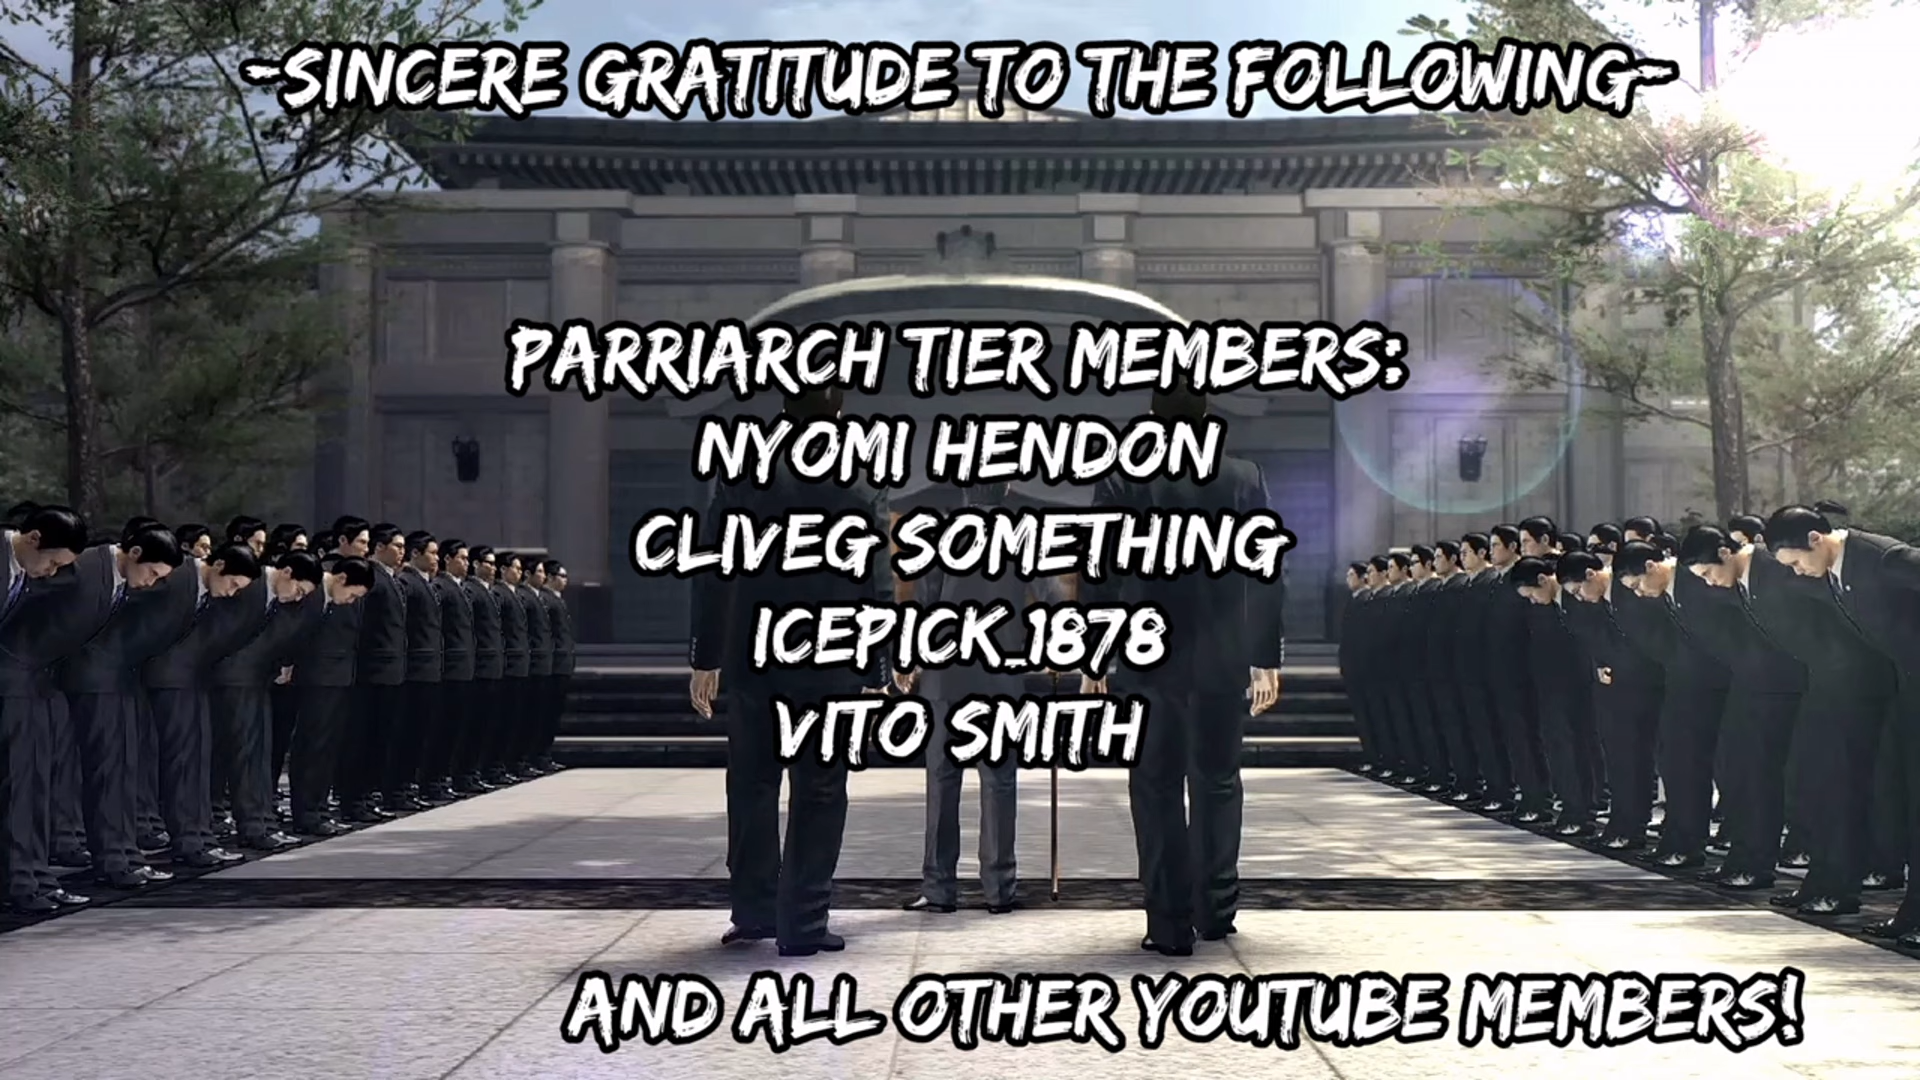 -SINCERE GRATITUDE TO THE FOLLOWING-
PARRIARCH TIER MEMBERS:
NYOMI HENDON
CLIVEG SOMETHING
ICEPICK_1878
VITO SMITH
AND ALL OTHER YOUTUBE MEMBERS!